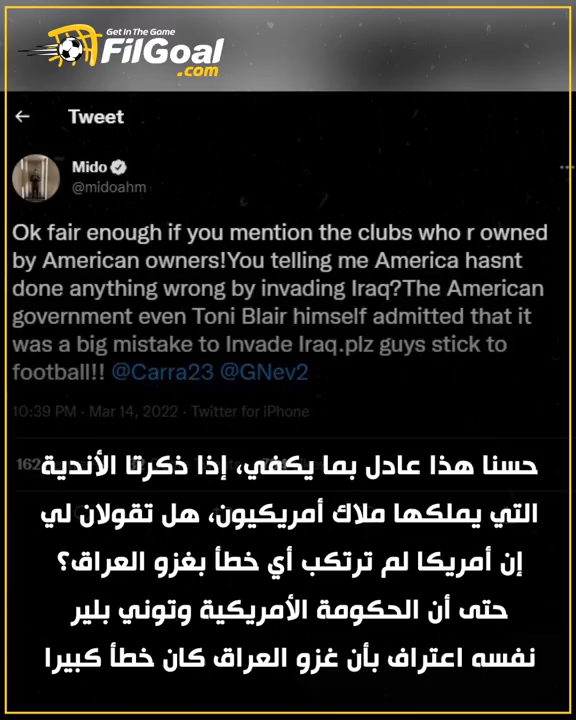 Get In The Game
FilGoal
.com
Tweet
Mido
@midoahm
Ok fair enough if you mention the clubs who r owned
by American owners!You telling me America hasnt
done anything wrong by invading Iraq?The American
government even Toni Blair himself admitted that it
was a big mistake to Invade Iraq.plz guys stick to
football!! @Carra23 @GNev2
10:39 PM · Mar 14, 2022 · Twitter for iPhone
162
حسنا هذا عادل بما يكفي، إذا ذكرتا الأندية
التي يملكها ملاك أمريكيون، هل تقولان لي
إن أمريكا لم ترتكب أي خطأ بغزو العراق؟
حتى أن الحكومة الأمريكية وتوني بلير
نفسه اعتراف بأن غزو العراق كان خطأ كبيرا